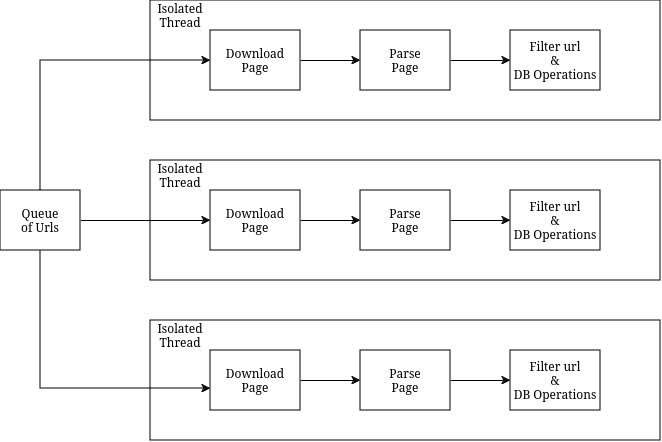 Isolated
Thread
Download
Page
Parse
Page
Filter url
&
DB Operations
Queue
of Urls
Isolated
Thread
Download
Page
Parse
Page
Filter url
&
DB Operations
Isolated
Thread
Download
Page
Parse
Page
Filter url
&
DB Operations